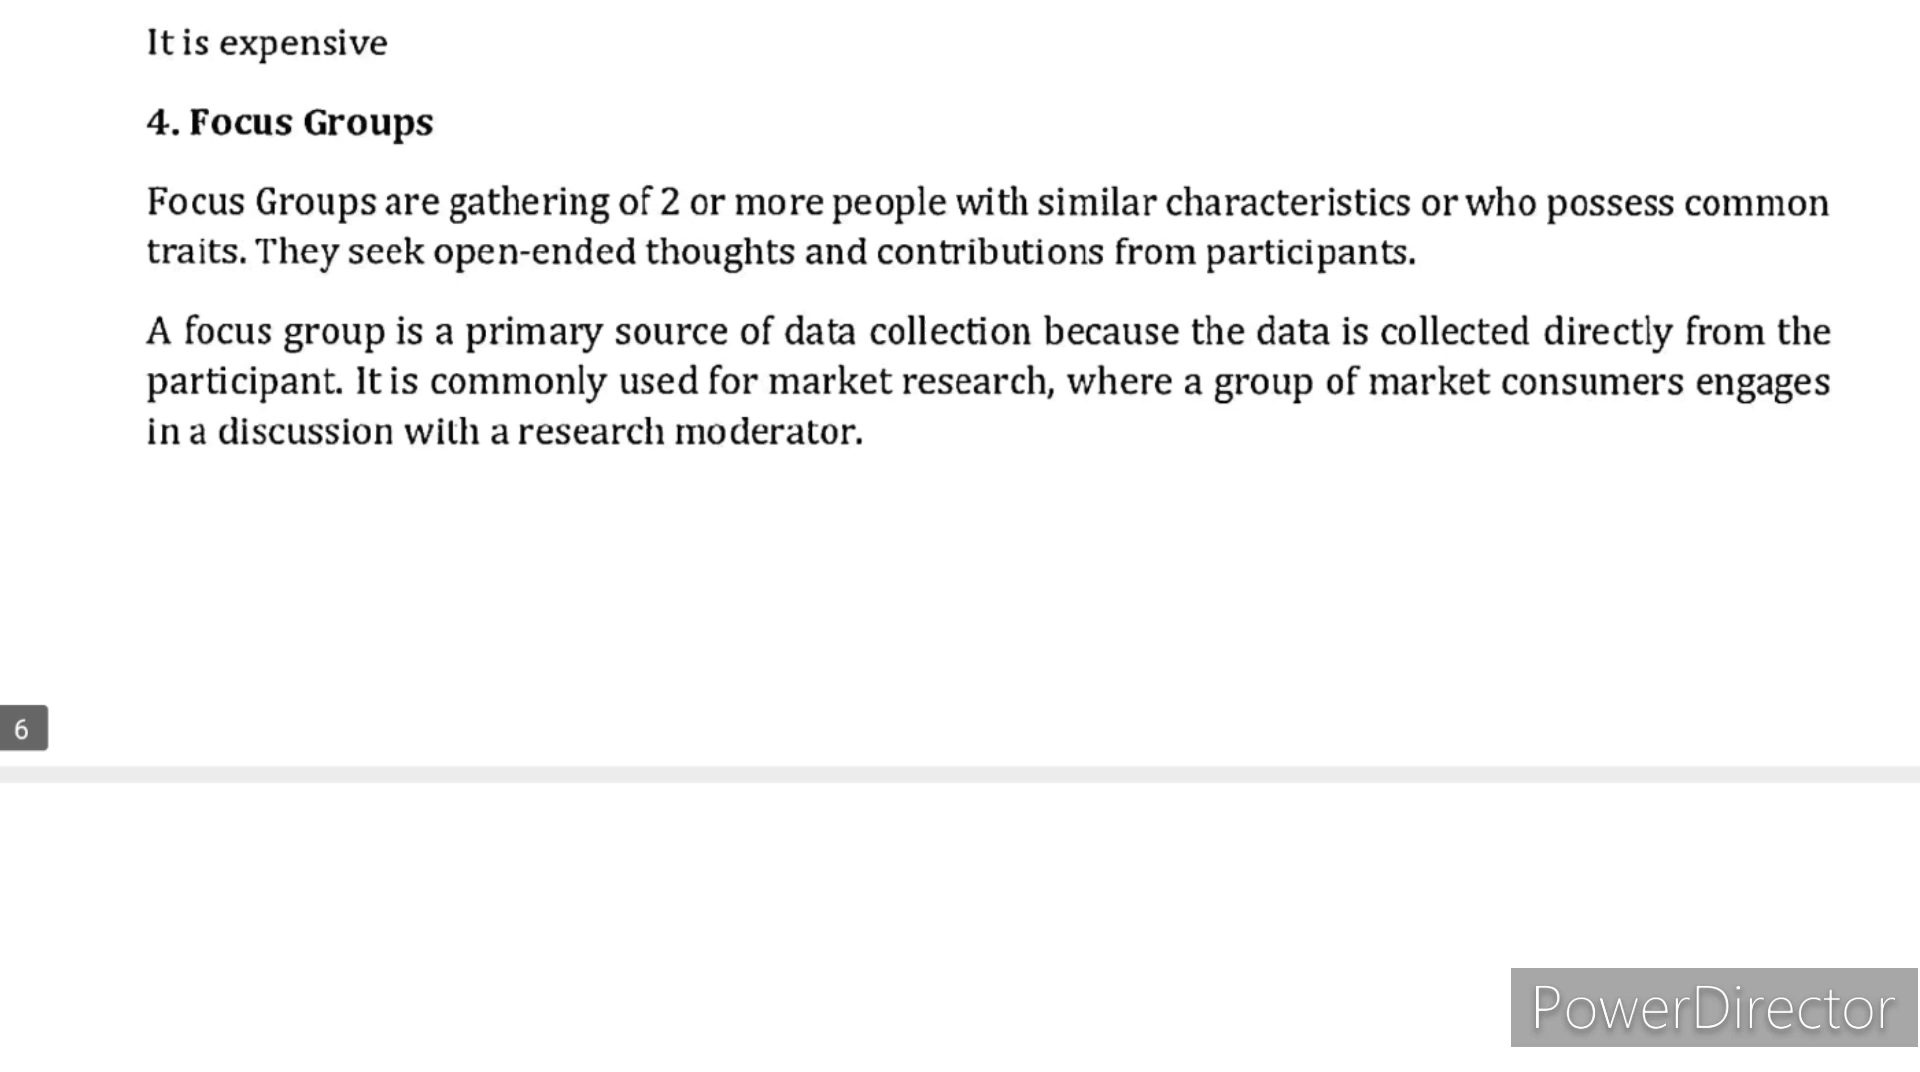 It is expensive
4. Focus Groups
Focus Groups are gathering of 2 or more people with similar characteristics or who possess common
traits. They seek open-ended thoughts and contributions from participants.
A focus group is a primary source of data collection because the data is collected directly from the
participant. It is commonly used for market research, where a group of market consumers engages
in a discussion with a research moderator.
6
PowerDirector